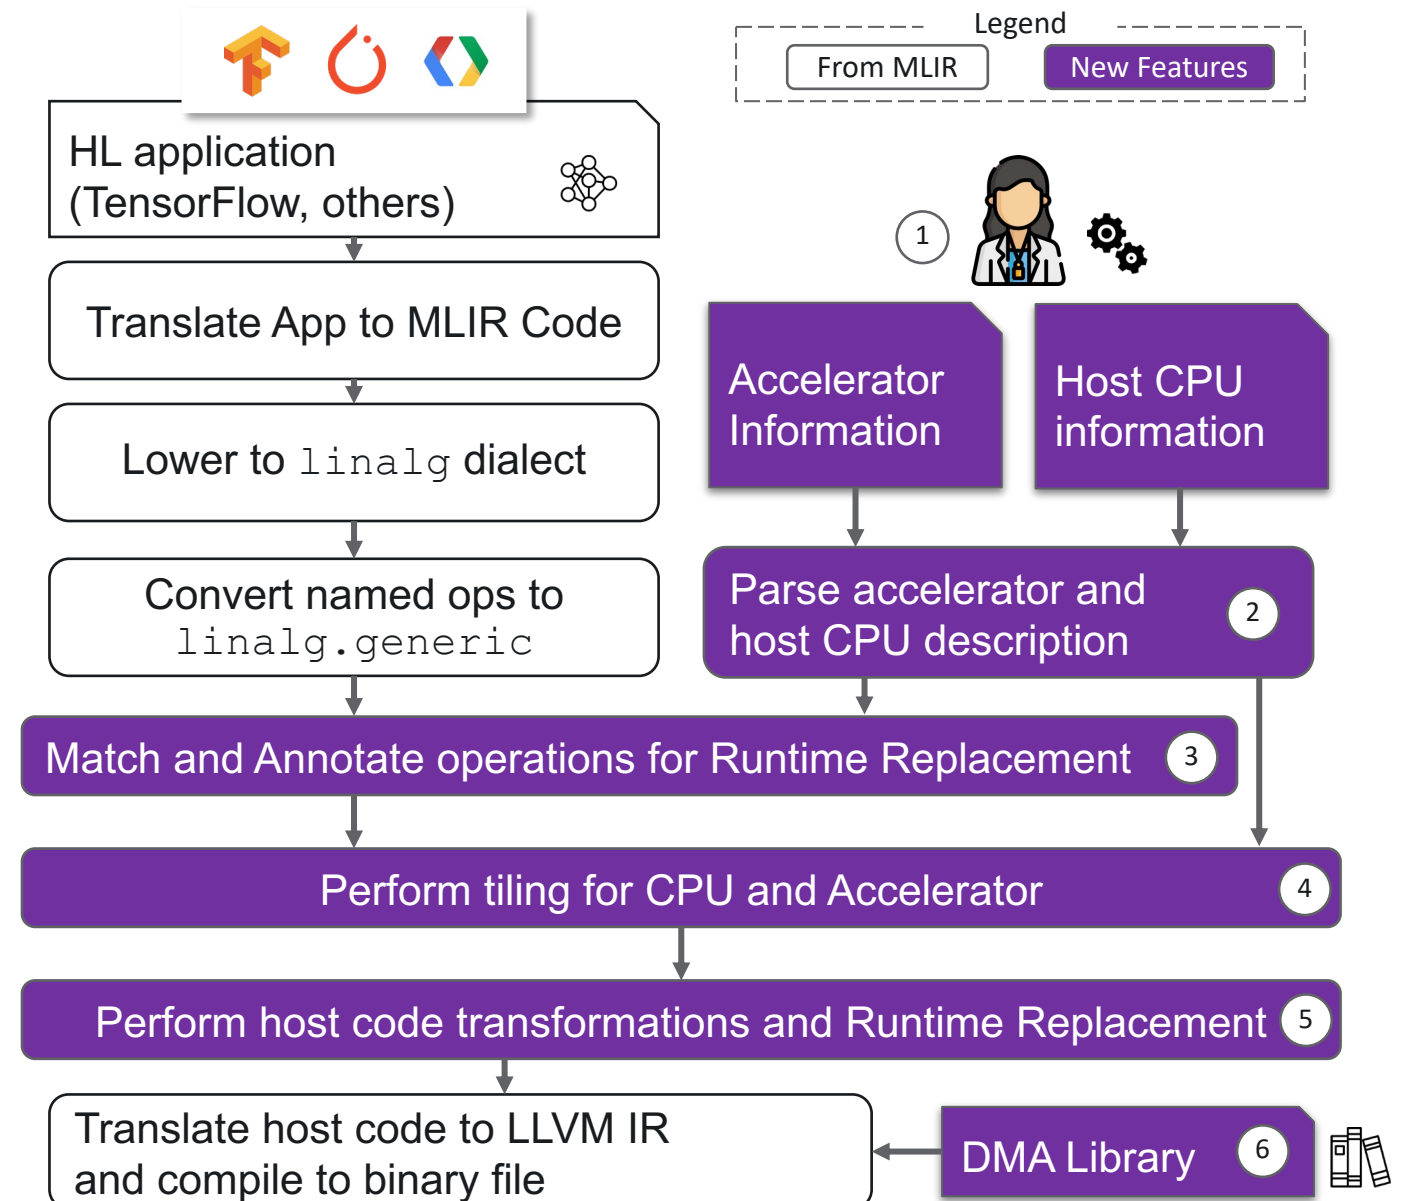 Legend
From MLIR
New Features
HL application
(TensorFlow, others)
Translate App to MLIR Code
Lower to linalg dialect
Convert named ops to
linalg.generic
1
Accelerator
Information
Host CPU
information
Parse accelerator and
host CPU description
2
Match and Annotate operations for Runtime Replacement
3
Perform tiling for CPU and Accelerator
4
Perform host code transformations and Runtime Replacement
5
Translate host code to LLVM IR
and compile to binary file
DMA Library
6